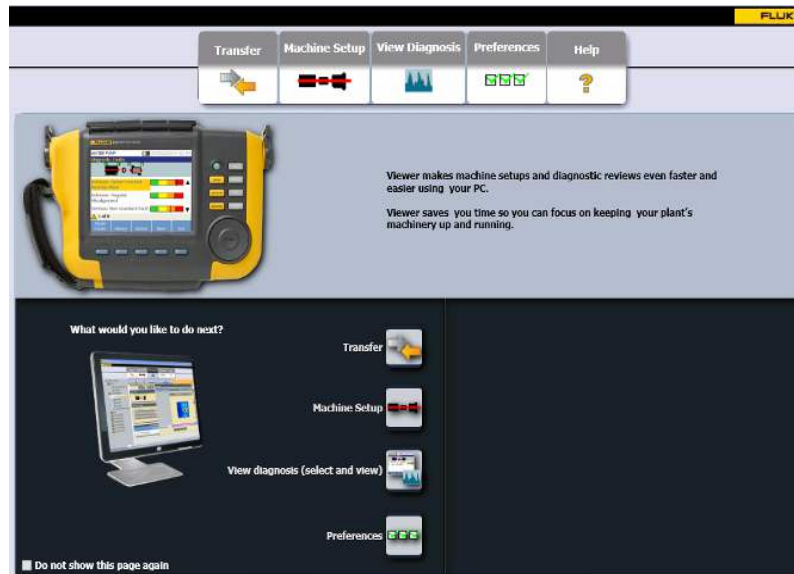 FLUK
Transfer
Machine Setup
View Diagnosis
Preferences
Help
Viewer makes machine setups and diagnostic reviews even faster and
easier using your PC.
Viewer saves you time so you can focus on keeping your plant's
machinery up and running.
What would you like to do next?
Transfer
Machine Setup
View diagnosis (select and view)
Preferences
Do not show this page again